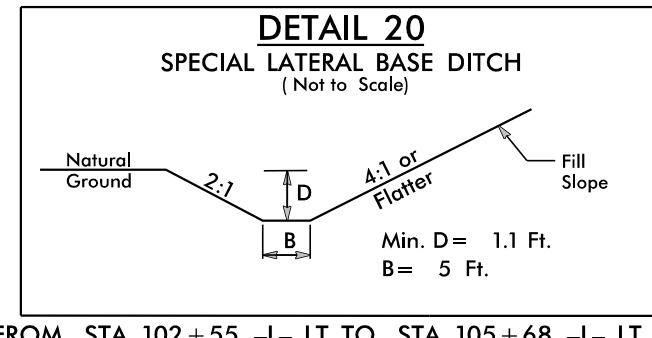 DETAIL 20
SPECIAL LATERAL BASE DITCH
( Not to Scale)
Natural
Ground
2:1
D
4:1 or
Flatter
Fill
Slope
B
Min. D= 1.1 Ft.
B= 5 Ft.
FROM STA 102+55 -L- LT TO STA 105+68 -L- LT